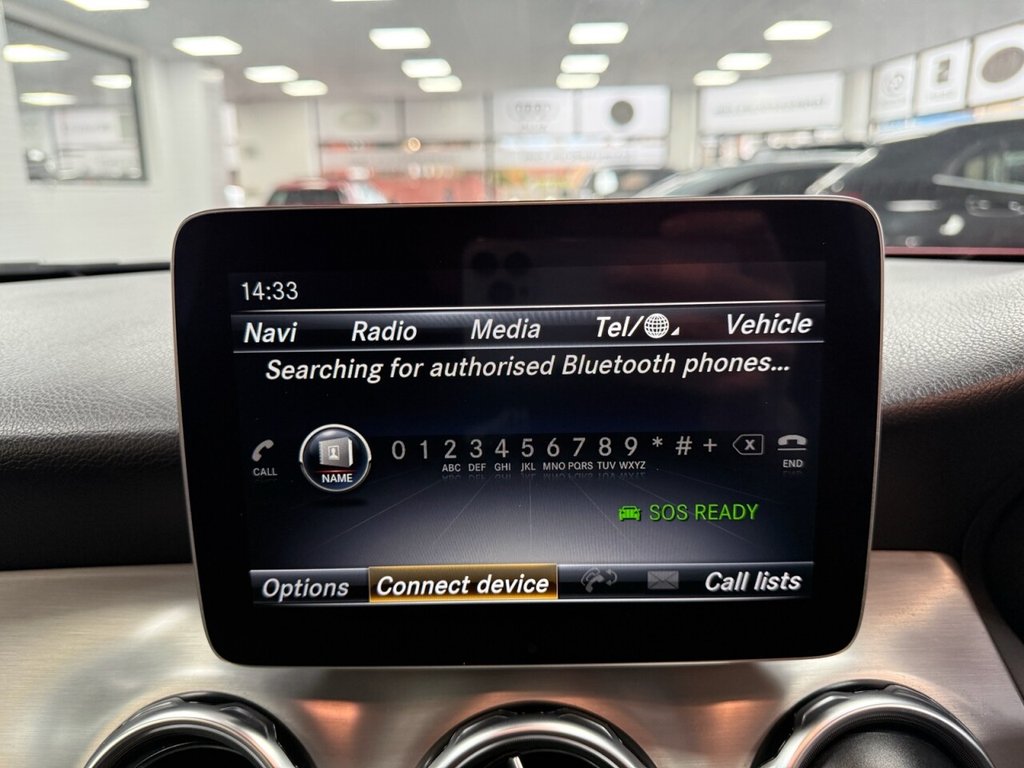 14:33
Navi Radio Media Tel/ Vehicle
Searching for authorised Bluetooth phones...
CALL NAME 0 1 2 3 4 5 6 7 8 9 * # + END
ABC DEF GHI JKL MNO PQRS TUV WXYZ
SOS READY
Options Connect device Call lists